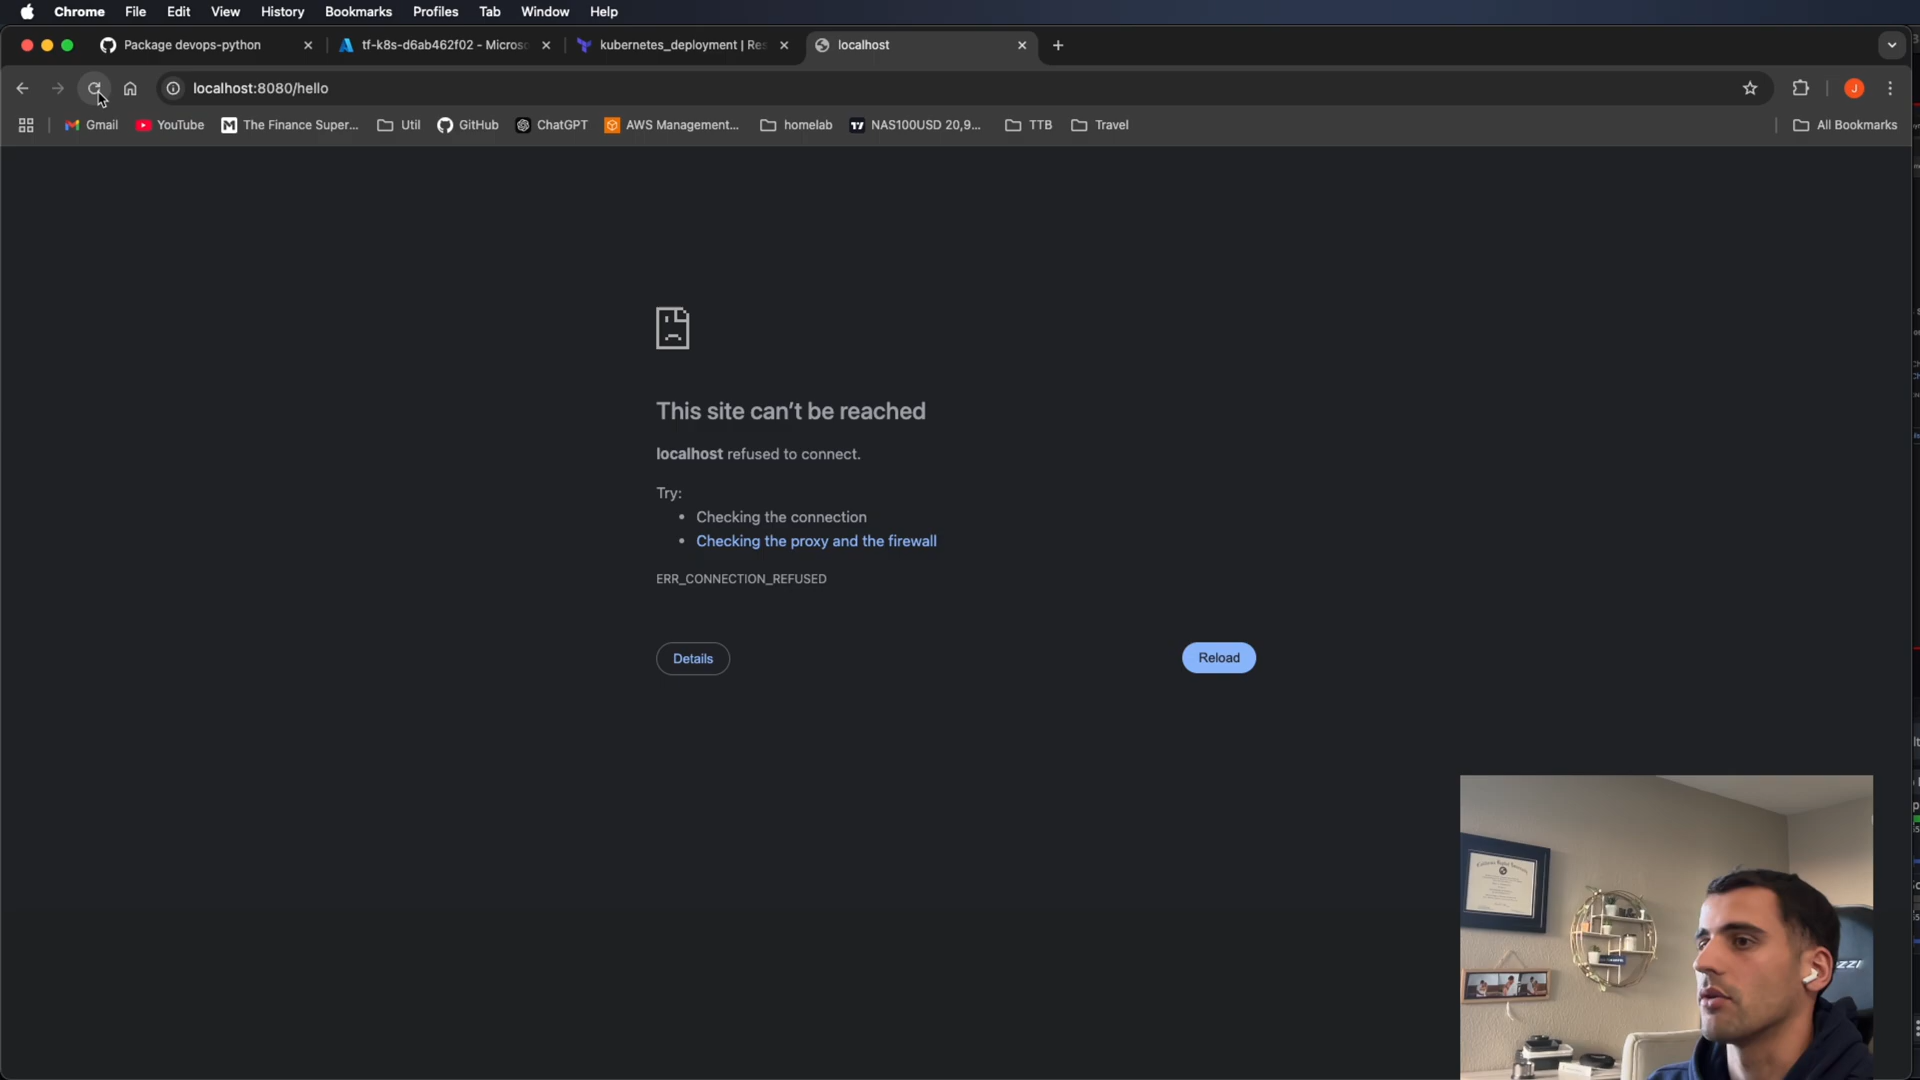 Chrome File Edit View History Bookmarks Profiles Tab Window Help
Package devops-python tf-k8s-d6ab462f02 - Micros kubernetes_deployment | Res localhost
localhost:8080/hello J
Gmail YouTube The Finance Super... Util GitHub ChatGPT AWS Management... homelab NAS100USD 20,9... TTB Travel All Bookmarks
This site can't be reached
localhost refused to connect.
Try:
• Checking the connection
• Checking the proxy and the firewall
ERR_CONNECTION_REFUSED
Details Reload